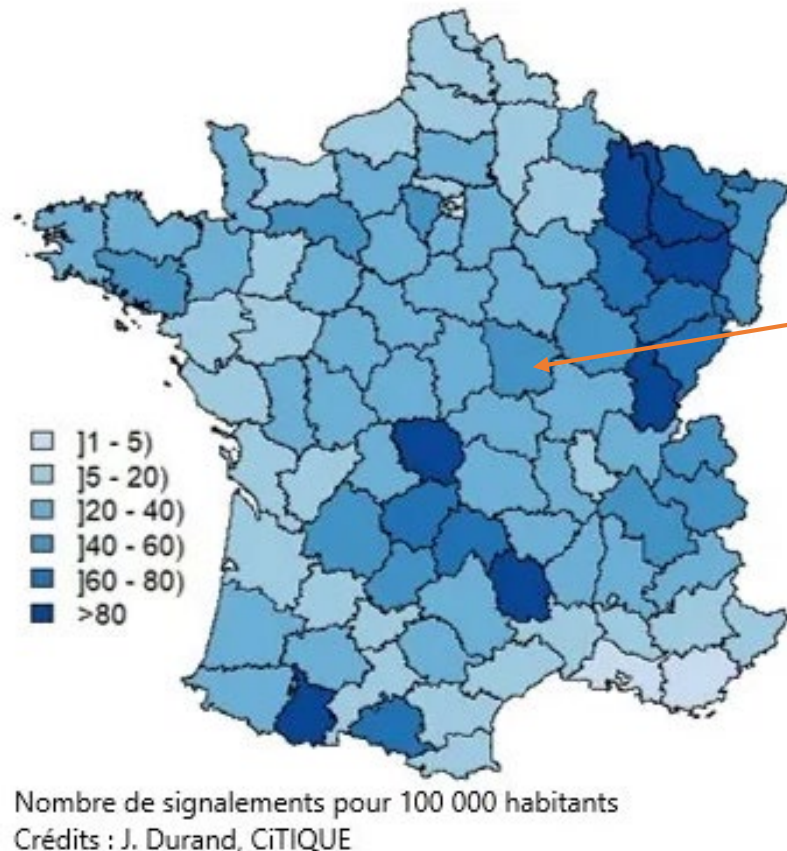 ]1 - 5)
]5 - 20)
]20 - 40)
]40 - 60)
]60 - 80)
>80
Nombre de signalements pour 100 000 habitants
Crédits : J. Durand, CiTIQUE